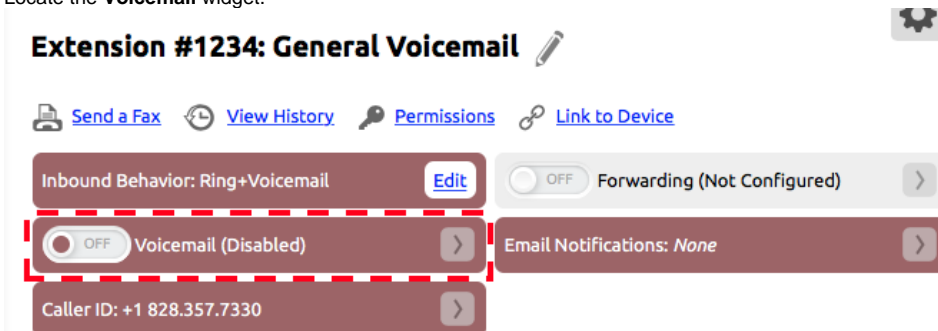 Locate the Voicemail widget.
Extension #1234: General Voicemail
Send a Fax View History Permissions Link to Device
Inbound Behavior: Ring+Voicemail Edit OFF Forwarding (Not Configured)
OFF Voicemail (Disabled) Email Notifications: None
Caller ID: +1 828.357.7330